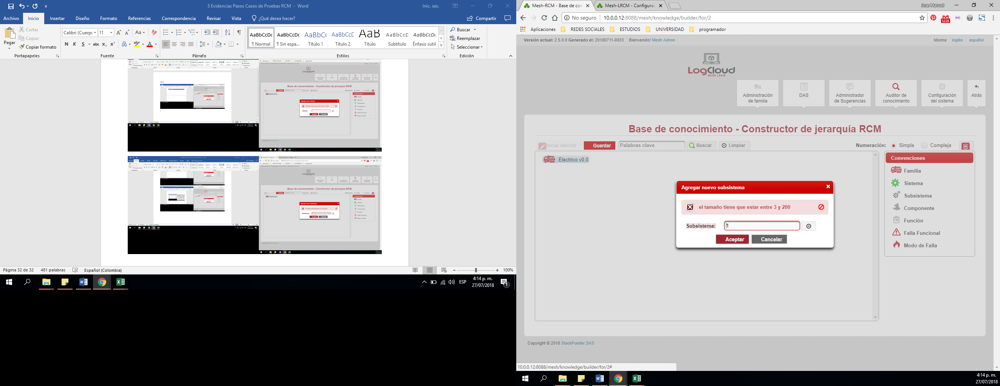 3 Evidencias Pasos Casos de Pruebas RCM - Word
Inic. ses.
Archivo Inicio Insertar Diseño Formato Referencias Correspondencia Revisar Vista ¿Qué desea hacer? Compartir
Pegar
Cortar
Copiar
Copiar formato
Portapapeles
Calibri (Cuerpo 11
Fuente
Párrafo
AaBbCcDc AaBbCcDc AaBbCc AaBbCcD AaB AaBbCcD AaBbCcDc
¶ Normal ¶ Sin espa... Título 1 Título 2 Título Subtítulo Énfasis sutil
Estilos
Buscar
Reemplazar
Seleccionar
Edición
Base de conocimiento - Constructor de jerarquía RCM
Base de conocimiento - Constructor de jerarquía RCM
Página 32 de 32 481 palabras Español (Colombia) 100%
ESP
4:14 p. m.
27/07/2018
Mesh-RCM - Base de con
Mesh-LRCM - Configurac
Jose Manuel
No seguro 10.0.0.12:8088/mesh/knowledge/builder/for/2
5228
Aplicaciones REDES SOCIALES ESTUDIOS UNIVERSIDAD programador
Versión actual: 2.5.0.0 Generado el: 20180711-0833 Bienvenido! Mesh Admin
Idioma: inglés español
LogCloud
MESH LRCM
Administración de familia
DAS
Administrador de Sugerencias
Auditor de conocimiento
Configuración del sistema
Atrás
Base de conocimiento - Constructor de jerarquía RCM
Iniciar edición Guardar Palabras clave Buscar Limpiar Numeración: Simple Compleja
Electrico v0.0
Convenciones
Familia
Sistema
Subsistema
Componente
Función
Falla Funcional
Modo de Falla
Agregar nuevo subsistema
el tamaño tiene que estar entre 3 y 200
Subsistema: 1
Aceptar Cancelar
Copyright © 2018 StackPointer SAS
10.0.0.12:8088/mesh/knowledge/builder/for/2#
4:14 p. m.
27/07/2018